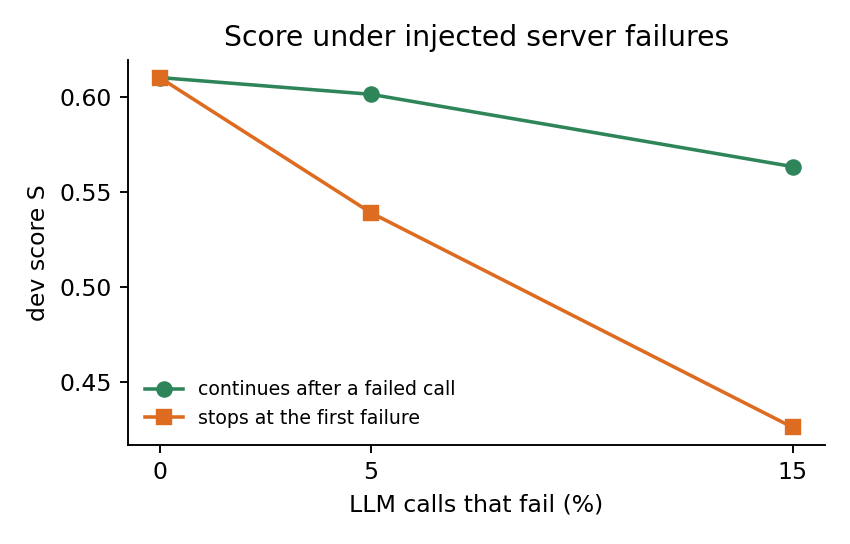 Score under injected server failures
dev score S
0.60
0.55
0.50
0.45
continues after a failed call
stops at the first failure
0 5 15
LLM calls that fail (%)